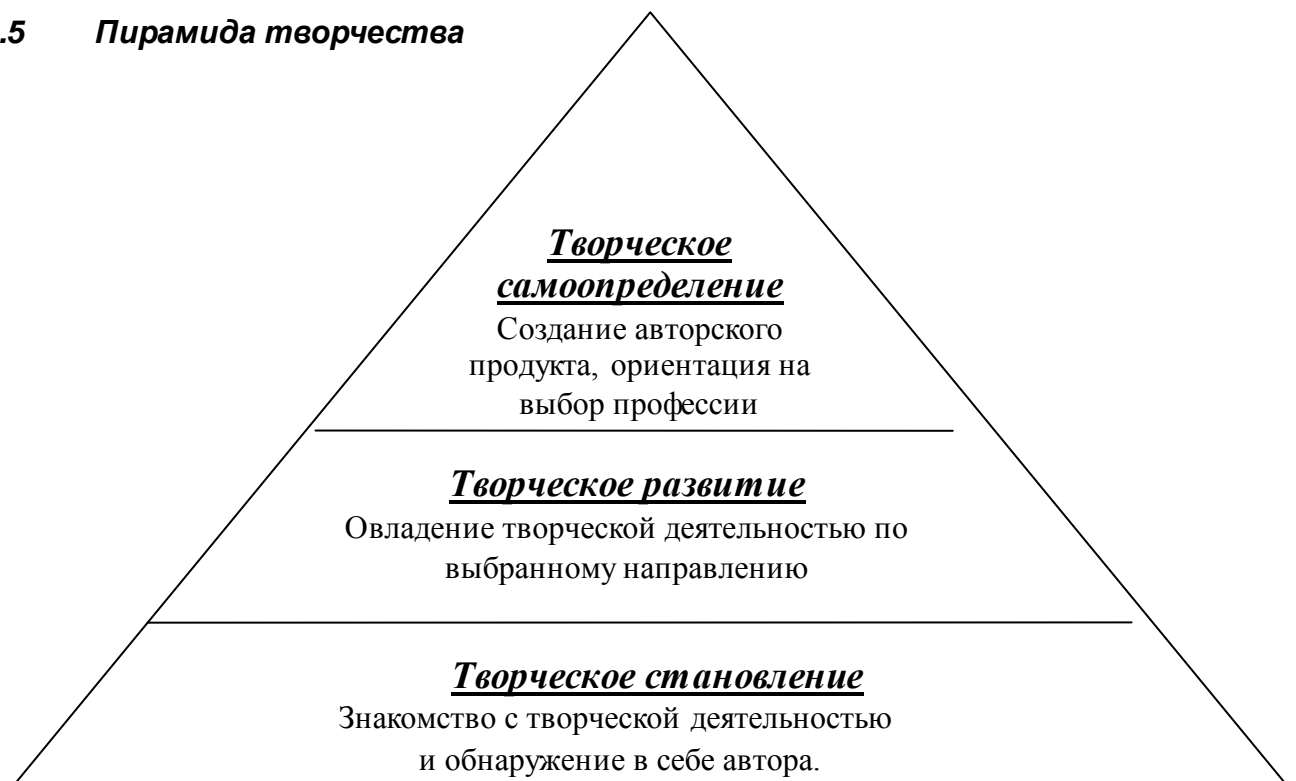 .5 Пирамида творчества
Творческое
самоопределение
Создание авторского
продукта, ориентация на
выбор профессии
Творческое развитие
Овладение творческой деятельностью по
выбранному направлению
Творческое становление
Знакомство с творческой деятельностью
и обнаружение в себе автора.